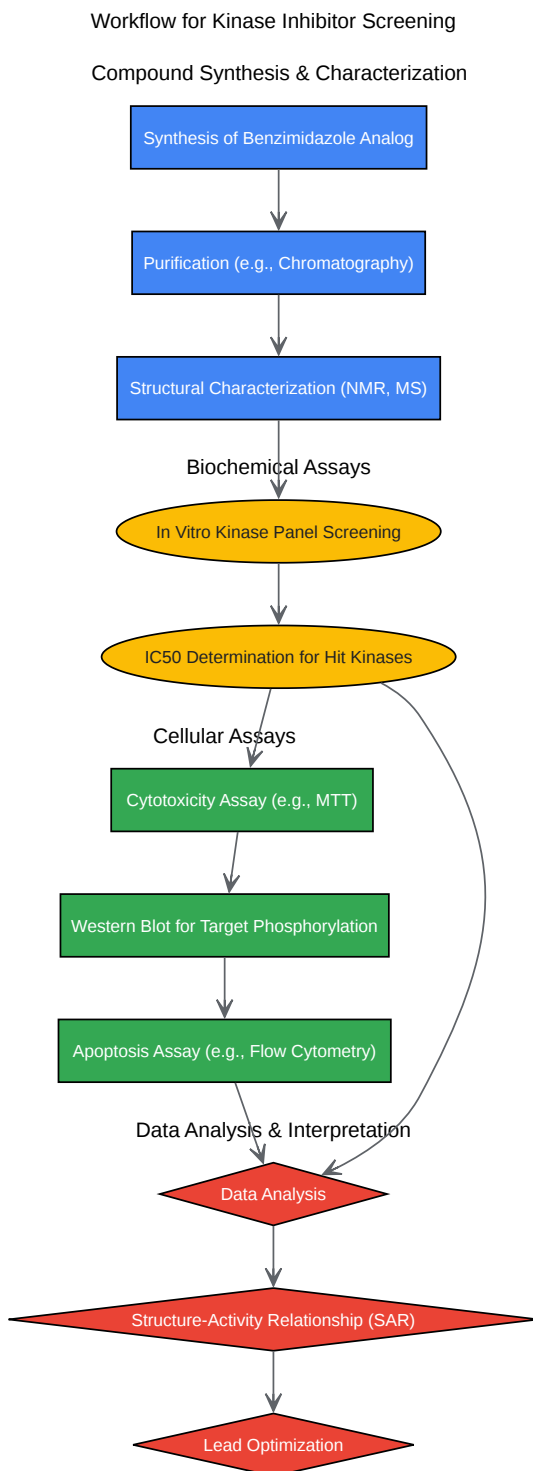 Workflow for Kinase Inhibitor Screening
Compound Synthesis & Characterization
Synthesis of Benzimidazole Analog
Purification (e.g., Chromatography)
Structural Characterization (NMR, MS)
Biochemical Assays
In Vitro Kinase Panel Screening
IC50 Determination for Hit Kinases
Cellular Assays
Cytotoxicity Assay (e.g., MTT)
Western Blot for Target Phosphorylation
Apoptosis Assay (e.g., Flow Cytometry)
Data Analysis & Interpretation
Data Analysis
Structure-Activity Relationship (SAR)
Lead Optimization